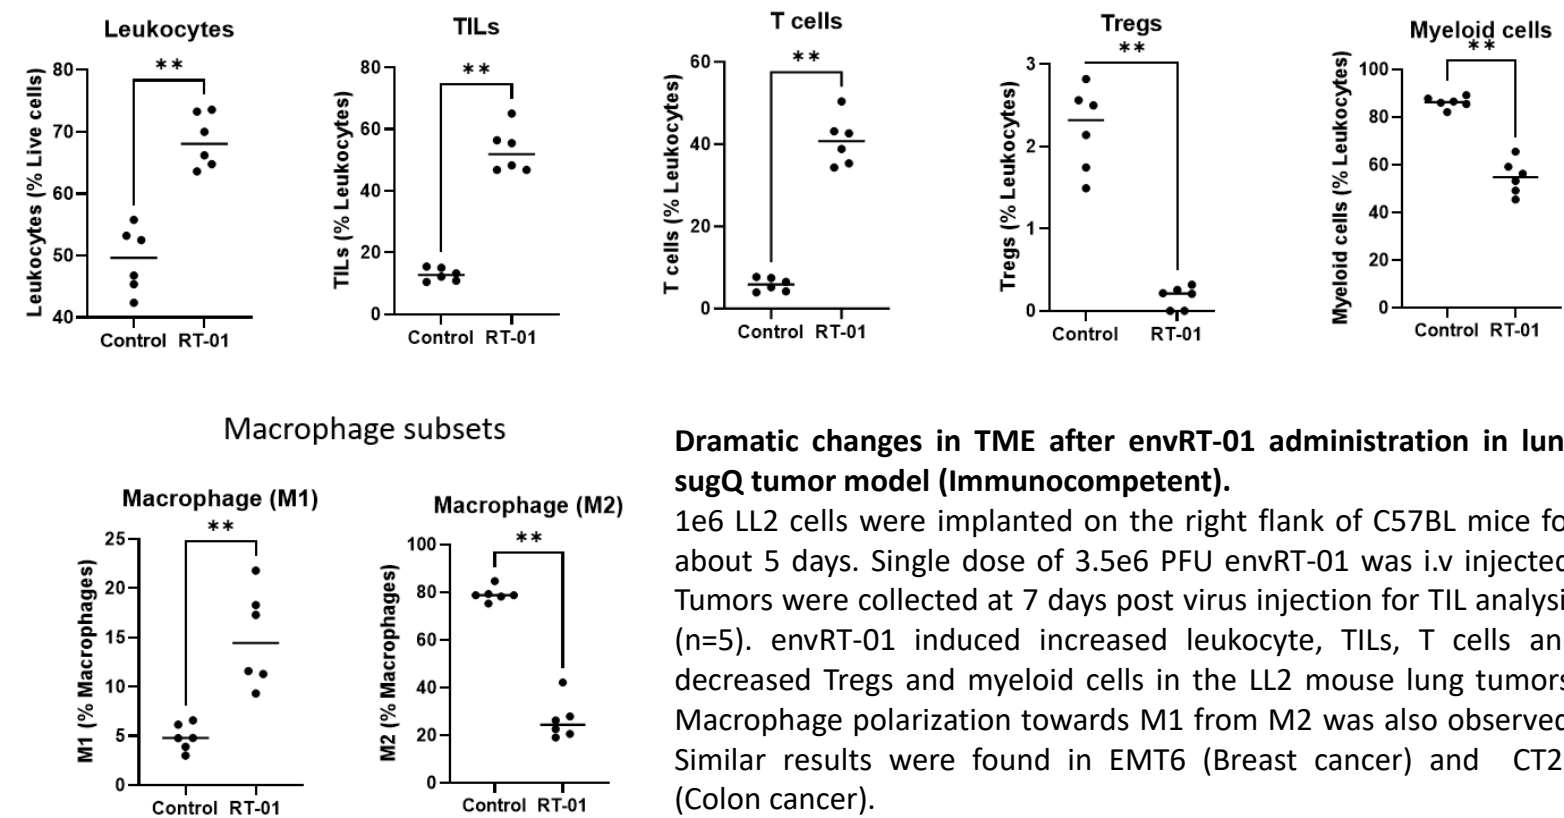 Leukocytes
**
Leukocytes (% Live cells)
80
70
60
50
40
Control RT-01
TILs
**
TILs (% Leukocytes)
80
60
40
20
0
Control RT-01
T cells
**
T cells (% Leukocytes)
60
40
20
0
Control RT-01
Tregs
**
Tregs (% Leukocytes)
3
2
1
0
Control RT-01
Myeloid cells
**
Myeloid cells (% Leukocytes)
100
80
60
40
20
0
Control RT-01
Macrophage subsets
Macrophage (M1)
**
M1 (% Macrophages)
25
20
15
10
5
0
Control RT-01
Macrophage (M2)
**
M2 (% Macrophages)
100
80
60
40
20
0
Control RT-01
Dramatic changes in TME after envRT-01 administration in lun
sugQ tumor model (Immunocompetent).
1e6 LL2 cells were implanted on the right flank of C57BL mice fo
about 5 days. Single dose of 3.5e6 PFU envRT-01 was i.v injected
Tumors were collected at 7 days post virus injection for TIL analysi
(n=5). envRT-01 induced increased leukocyte, TILs, T cells an
decreased Tregs and myeloid cells in the LL2 mouse lung tumors
Macrophage polarization towards M1 from M2 was also observed
Similar results were found in EMT6 (Breast cancer) and CT2
(Colon cancer).